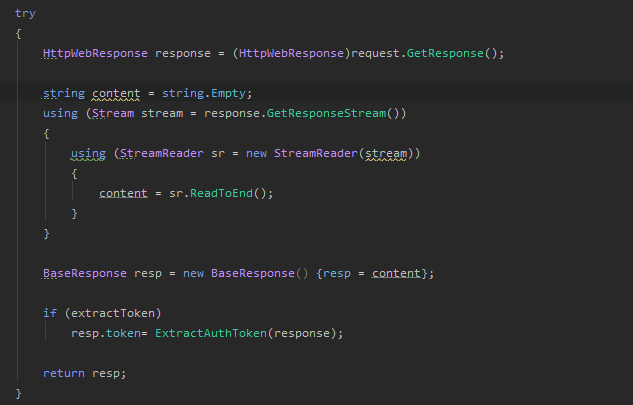 try
{
HttpWebResponse response = (HttpWebResponse)request.GetResponse();
string content = string.Empty;
using (Stream stream = response.GetResponseStream())
{
using (StreamReader sr = new StreamReader(stream))
{
content = sr.ReadToEnd();
}
}
BaseResponse resp = new BaseResponse() {resp = content};
if (extractToken)
resp.token= ExtractAuthToken(response);
return resp;
}